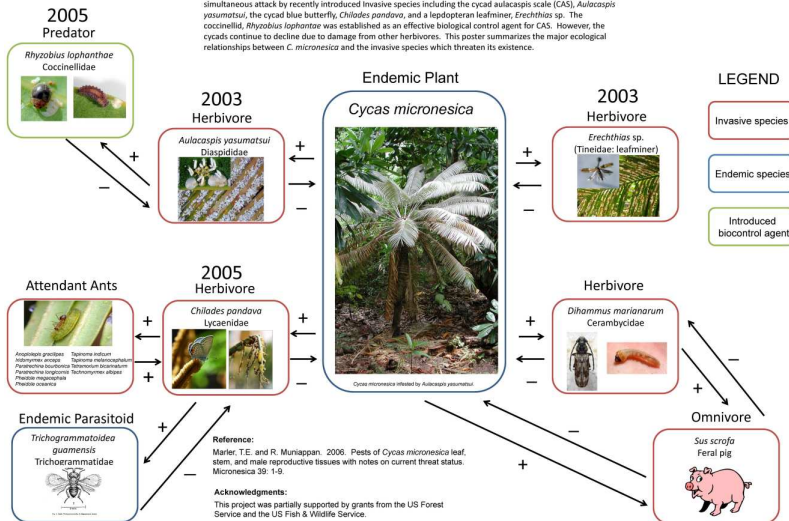 simultaneous attack by recently introduced Invasive species including the cycad aulacaspis scale (CAS), Aulacaspis
yasumatsui, the cycad blue butterfly, Chilades pandava, and a lepdopteran leafminer, Erechthias sp. The
coccinellid, Rhyzobius lophantae was established as an effective biological control agent for CAS. However, the
cycads continue to decline due to damage from other herbivores. This poster summarizes the major ecological
relationships between C. micronesica and the invasive species which threaten its existence.
2005
Predator
Rhyzobius lophanthae
Coccinellidae
+
–
2003
Herbivore
Aulacaspis yasumatsui
Diaspididae
+
–
Endemic Plant
Cycas micronesica
Cycas micronesica infested by Aulacaspis yasumatsui.
+
–
2003
Herbivore
Erechthias sp.
(Tineidae: leafminer)
LEGEND
Invasive species
Endemic species
Introduced
biocontrol agent
Attendant Ants
Anoplolepis gracilipes
Iridomyrmex anceps
Paratrechina bourbonica
Paratrechina longicornis
Pheidole megacephala
Pheidole oceanica
Tapinoma indicum
Tapinoma melanocephalum
Tetramorium bicarinatum
Technomyrmex albipes
+
+
2005
Herbivore
Chilades pandava
Lycaenidae
+
–
+
–
Herbivore
Dihammus marianarum
Cerambycidae
+
–
Endemic Parasitoid
Trichogrammatoidea
guamensis
Trichogrammatidae
+
–
Reference:
Marler, T.E. and R. Muniappan. 2006. Pests of Cycas micronesica leaf,
stem, and male reproductive tissues with notes on current threat status.
Micronesica 39: 1-9.
Acknowledgments:
This project was partially supported by grants from the US Forest
Service and the US Fish & Wildlife Service.
–
+
Omnivore
Sus scrofa
Feral pig